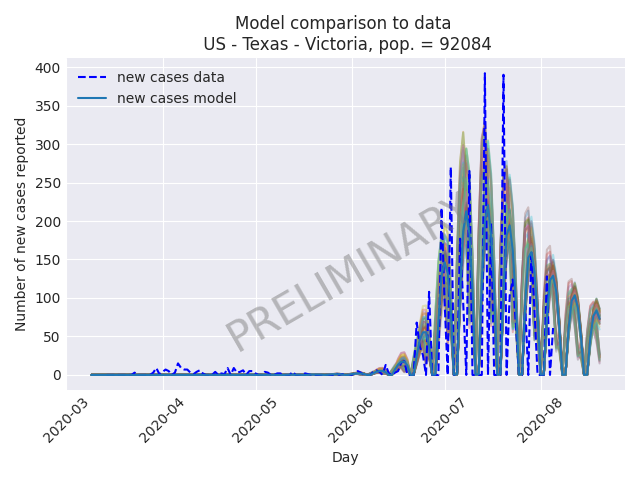 Model comparison to data
US - Texas - Victoria, pop. = 92084
400
350
300
250
200
150
100
50
0
Number of new cases reported
new cases data
new cases model
PRELIMINARY
2020-03
2020-04
2020-05
2020-06
2020-07
2020-08
Day